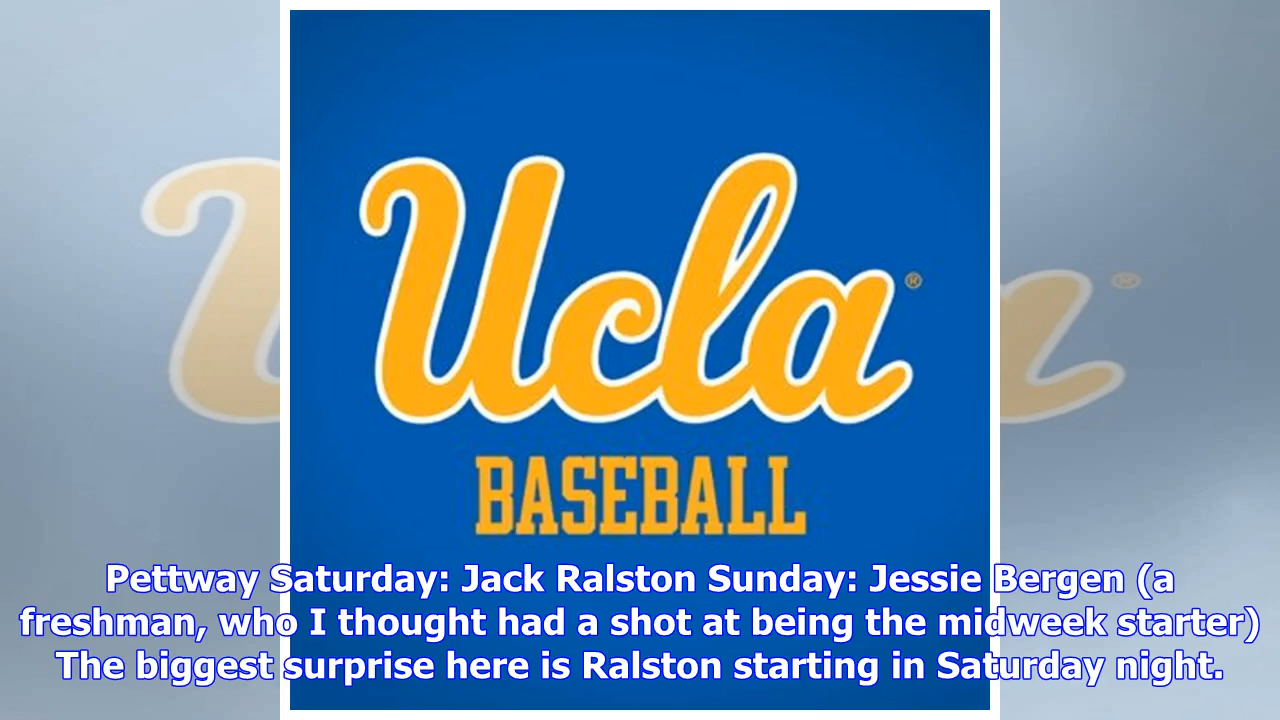 Ucla®
BASEBALL
Pettway Saturday: Jack Ralston Sunday: Jessie Bergen (a
freshman, who I thought had a shot at being the midweek starter)
The biggest surprise here is Ralston starting in Saturday night.